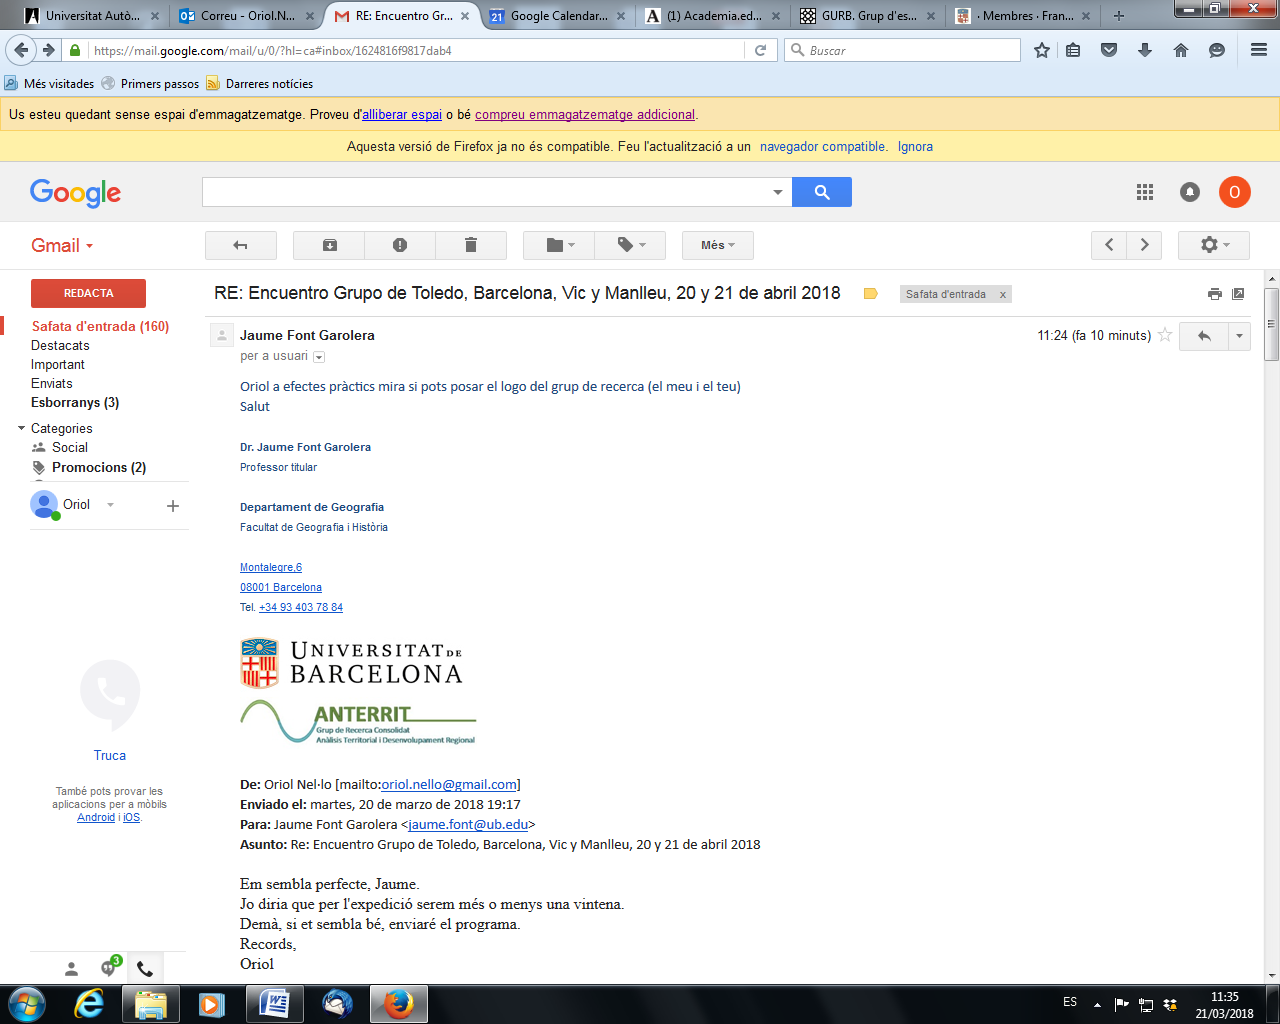 Universitat Autò...
Correu - Oriol.N...
RE: Encuentro Gr...
21 Google Calendar...
A (1) Academia.ed...
GURB. Grup d'es...
· Membres · Fran...
https://mail.google.com/mail/u/0/?hl=ca#inbox/1624816f9817dab4
Buscar
Més visitades Primers passos Darreres notícies
Us esteu quedant sense espai d'emmagatzematge. Proveu d'alliberar espai o bé compreu emmagatzematge addicional.
Aquesta versió de Firefox ja no és compatible. Feu l'actualització a un navegador compatible. Ignora
Google
O
Gmail
Més
REDACTA
Safata d'entrada (160)
Destacats
Important
Enviats
Esborranys (3)
Categories
Social
Promocions (2)
Oriol
Truca
També pots provar les
aplicacions per a mòbils
Android i iOS.
3
RE: Encuentro Grupo de Toledo, Barcelona, Vic y Manlleu, 20 y 21 de abril 2018
Safata d'entrada x
Jaume Font Garolera
11:24 (fa 10 minuts)
per a usuari
Oriol a efectes pràctics mira si pots posar el logo del grup de recerca (el meu i el teu)
Salut
Dr. Jaume Font Garolera
Professor titular
Departament de Geografia
Facultat de Geografia i Història
Montalegre,6
08001 Barcelona
Tel. +34 93 403 78 84
UNIVERSITAT DE
BARCELONA
ANTERRIT
Grup de Recerca Consolidat
Anàlisis Territorial i Desenvolupament Regional
De: Oriol Nel·lo [mailto:oriol.nello@gmail.com]
Enviado el: martes, 20 de marzo de 2018 19:17
Para: Jaume Font Garolera <jaume.font@ub.edu>
Asunto: Re: Encuentro Grupo de Toledo, Barcelona, Vic y Manlleu, 20 y 21 de abril 2018
Em sembla perfecte, Jaume.
Jo diria que per l'expedició serem més o menys una vintena.
Demà, si et sembla bé, enviaré el programa.
Records,
Oriol
ES
11:35
21/03/2018